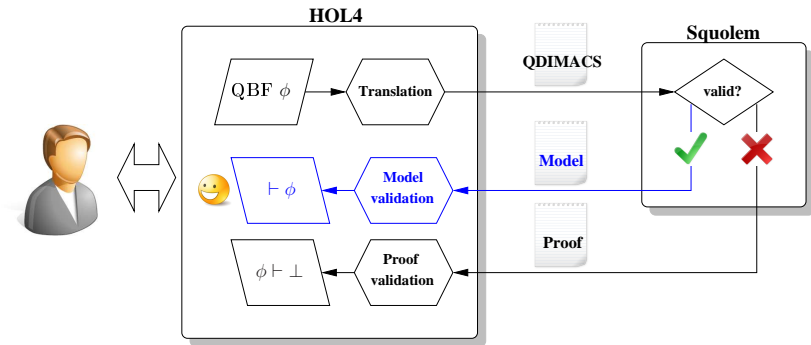 HOL4
Squolem
QBF ϕ
Translation
QDIMACS
valid?
⊢ ϕ
Model
validation
Model
ϕ ⊢ ⊥
Proof
validation
Proof